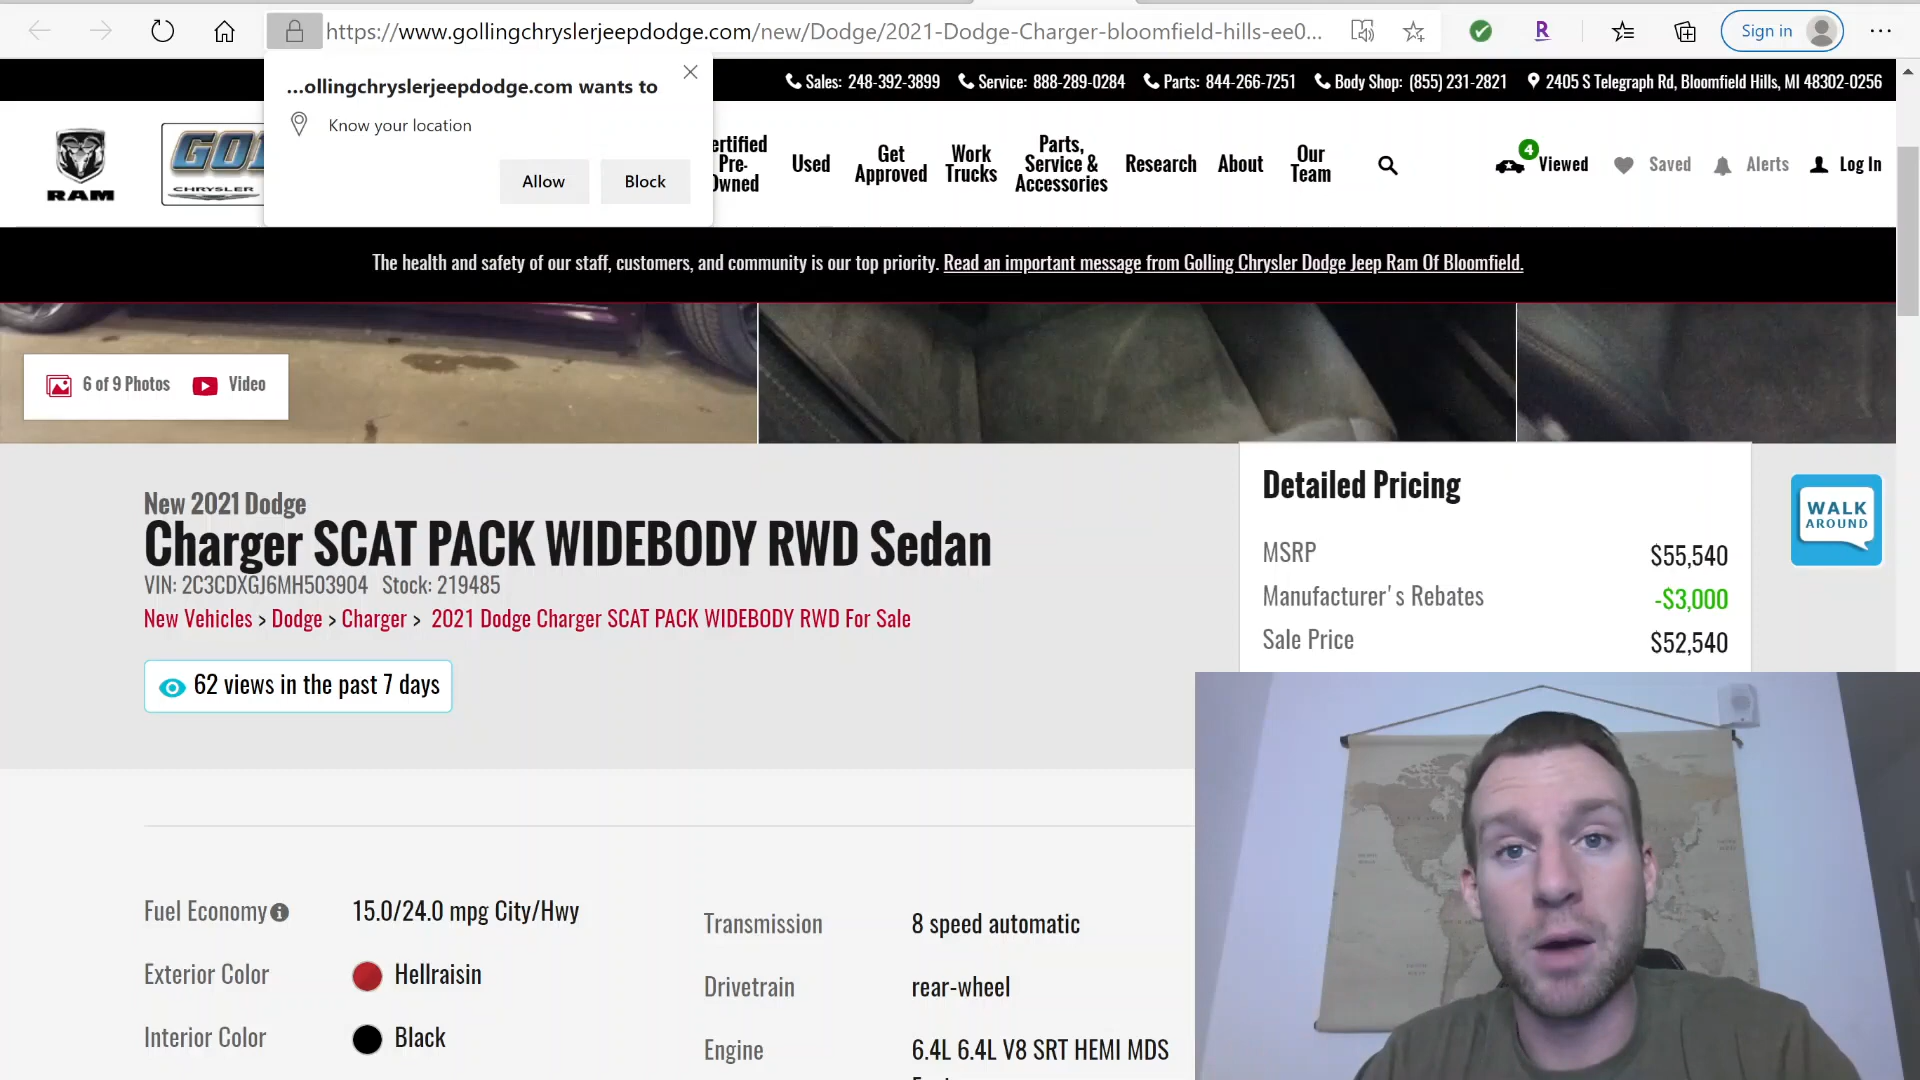 https://www.gollingchryslerjeepdodge.com/new/Dodge/2021-Dodge-Charger-bloomfield-hills-ee0...
Sign in
...ollingchryslerjeepdodge.com wants to
Know your location
Allow
Block
Sales: 248-392-3899
Service: 888-289-0284
Parts: 844-266-7251
Body Shop: (855) 231-2821
2405 S Telegraph Rd, Bloomfield Hills, MI 48302-0256
RAM
GOL
CHRYSLER
ertified
Pre-
Owned
Used
Get
Approved
Work
Trucks
Parts,
Service &
Accessories
Research
About
Our
Team
4
Viewed
Saved
Alerts
Log In
The health and safety of our staff, customers, and community is our top priority. Read an important message from Golling Chrysler Dodge Jeep Ram Of Bloomfield.
6 of 9 Photos
Video
New 2021 Dodge
Charger SCAT PACK WIDEBODY RWD Sedan
VIN: 2C3CDXGJ6MH503904 Stock: 219485
New Vehicles > Dodge > Charger > 2021 Dodge Charger SCAT PACK WIDEBODY RWD For Sale
62 views in the past 7 days
Detailed Pricing
MSRP $55,540
Manufacturer's Rebates -$3,000
Sale Price $52,540
WALK
AROUND
Fuel Economy 15.0/24.0 mpg City/Hwy
Exterior Color Hellraisin
Interior Color Black
Transmission 8 speed automatic
Drivetrain rear-wheel
Engine 6.4L 6.4L V8 SRT HEMI MDS